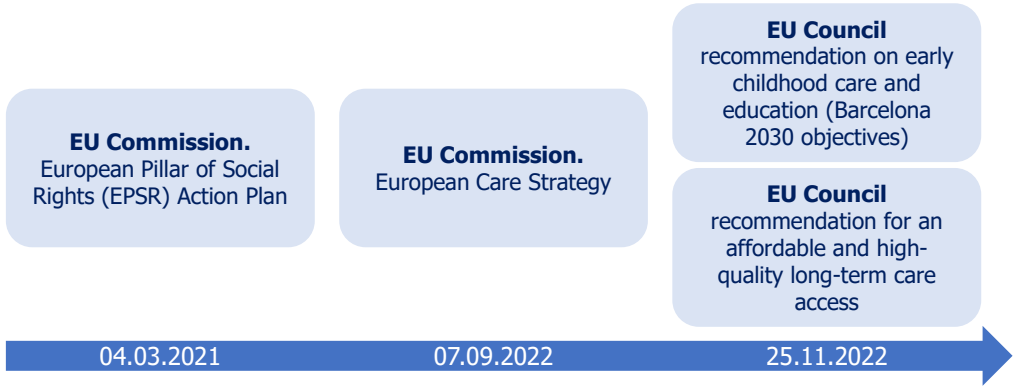 EU Commission.
European Pillar of Social
Rights (EPSR) Action Plan
EU Commission.
European Care Strategy
EU Council
recommendation on early
childhood care and
education (Barcelona
2030 objectives)
EU Council
recommendation for an
affordable and high-
quality long-term care
access
04.03.2021
07.09.2022
25.11.2022